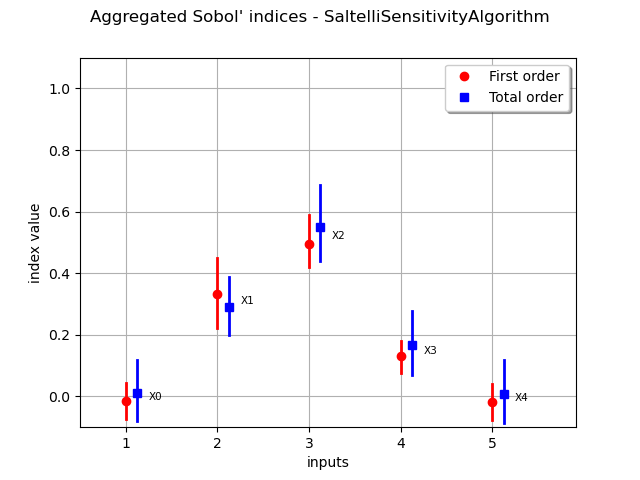 Aggregated Sobol' indices - SaltelliSensitivityAlgorithm
First order
Total order
1.0
0.8
0.6
0.4
0.2
0.0
index value
X0
X1
X2
X3
X4
1 2 3 4 5
inputs